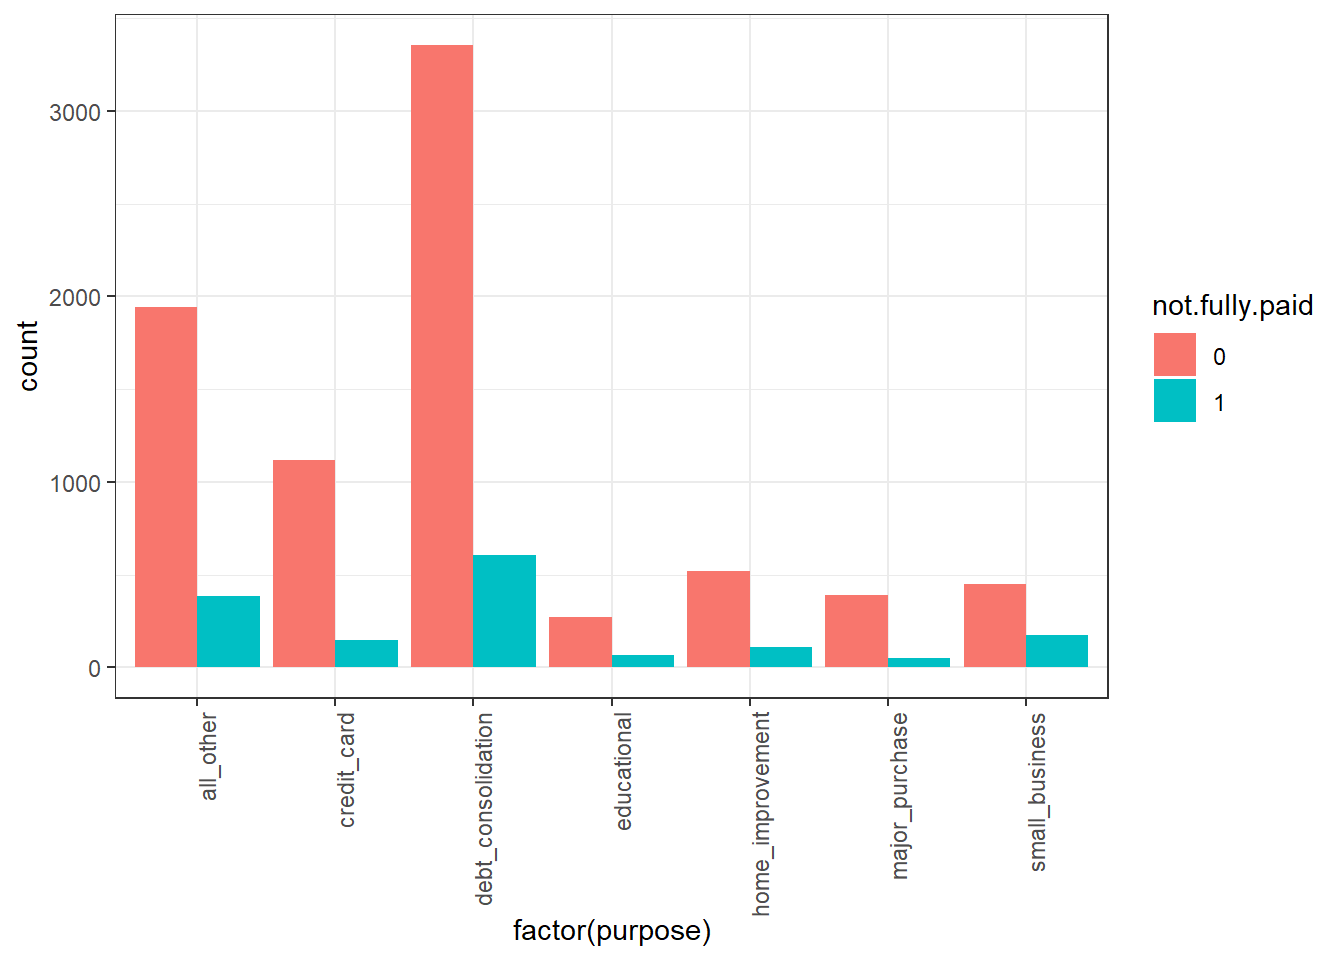 3000
2000
1000
0
count
all_other
credit_card
debt_consolidation
educational
home_improvement
major_purchase
small_business
factor(purpose)
not.fully.paid
0
1